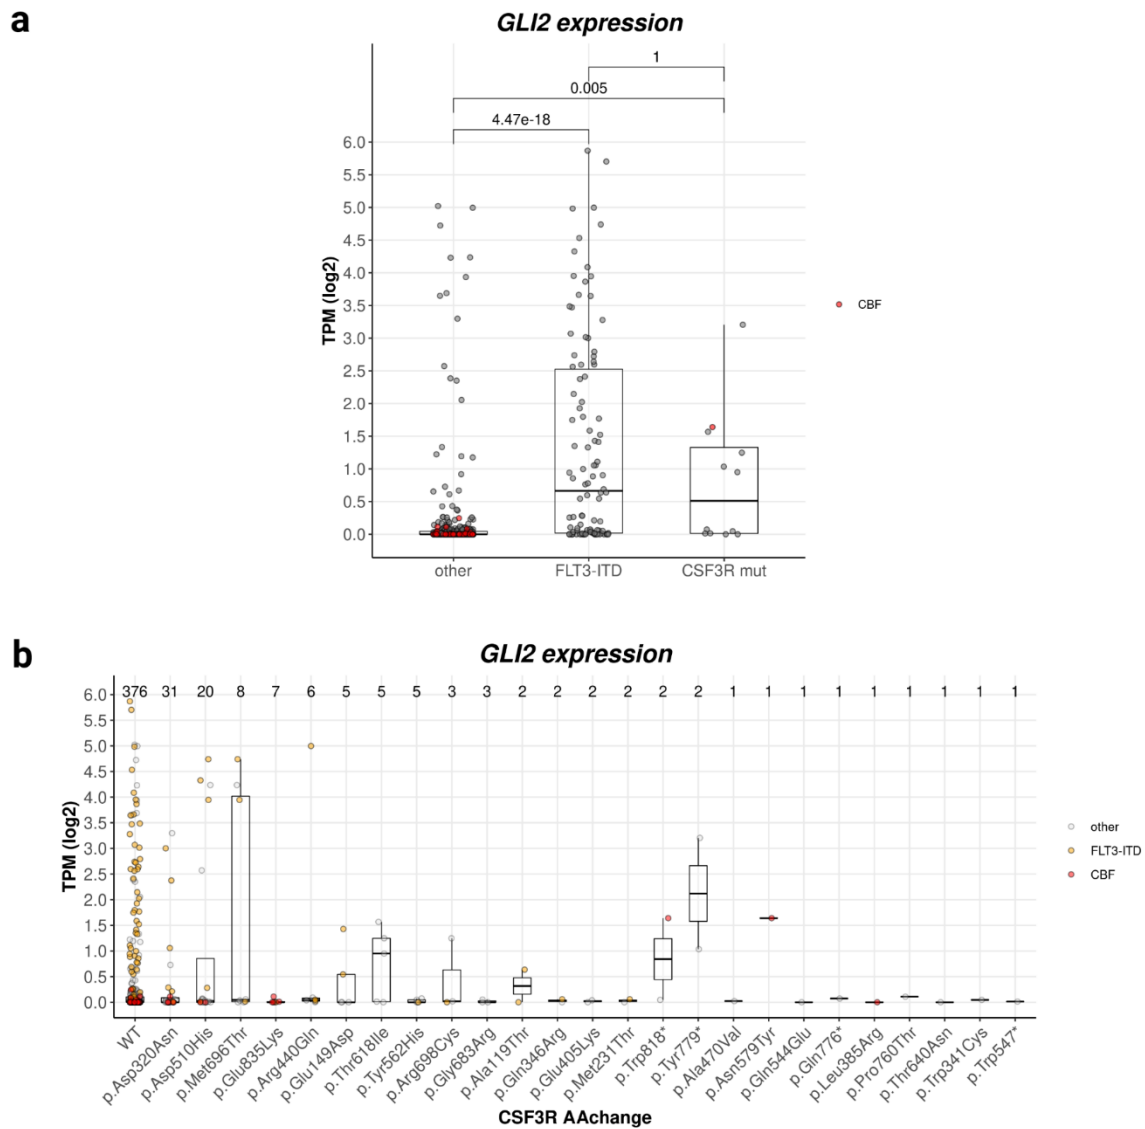 a
GLI2 expression
1
0.005
4.47e-18
6.0
5.5
5.0
4.5
4.0
3.5
3.0
2.5
2.0
1.5
1.0
0.5
0.0
TPM (log2)
CBF
other FLT3-ITD CSF3R mut
b
GLI2 expression
376 31 20 8 7 6 5 5 5 3 3 2 2 2 2 2 2 1 1 1 1 1 1 1 1 1
6.0
5.5
5.0
4.5
4.0
3.5
3.0
2.5
2.0
1.5
1.0
0.5
0.0
TPM (log2)
other
FLT3-ITD
CBF
WT
p.Asp320Asn
p.Asp510His
p.Met696Thr
p.Glu835Lys
p.Arg440Gln
p.Glu149Asp
p.Thr618Ile
p.Tyr562His
p.Arg698Cys
p.Gly683Arg
p.Ala119Thr
p.Gln346Arg
p.Glu405Lys
p.Met231Thr
p.Trp818*
p.Tyr779*
p.Ala470Val
p.Asn579Tyr
p.Gln544Glu
p.Gln776*
p.Leu385Arg
p.Pro760Thr
p.Thr640Asn
p.Trp341Cys
p.Trp547*
CSF3R AAchange